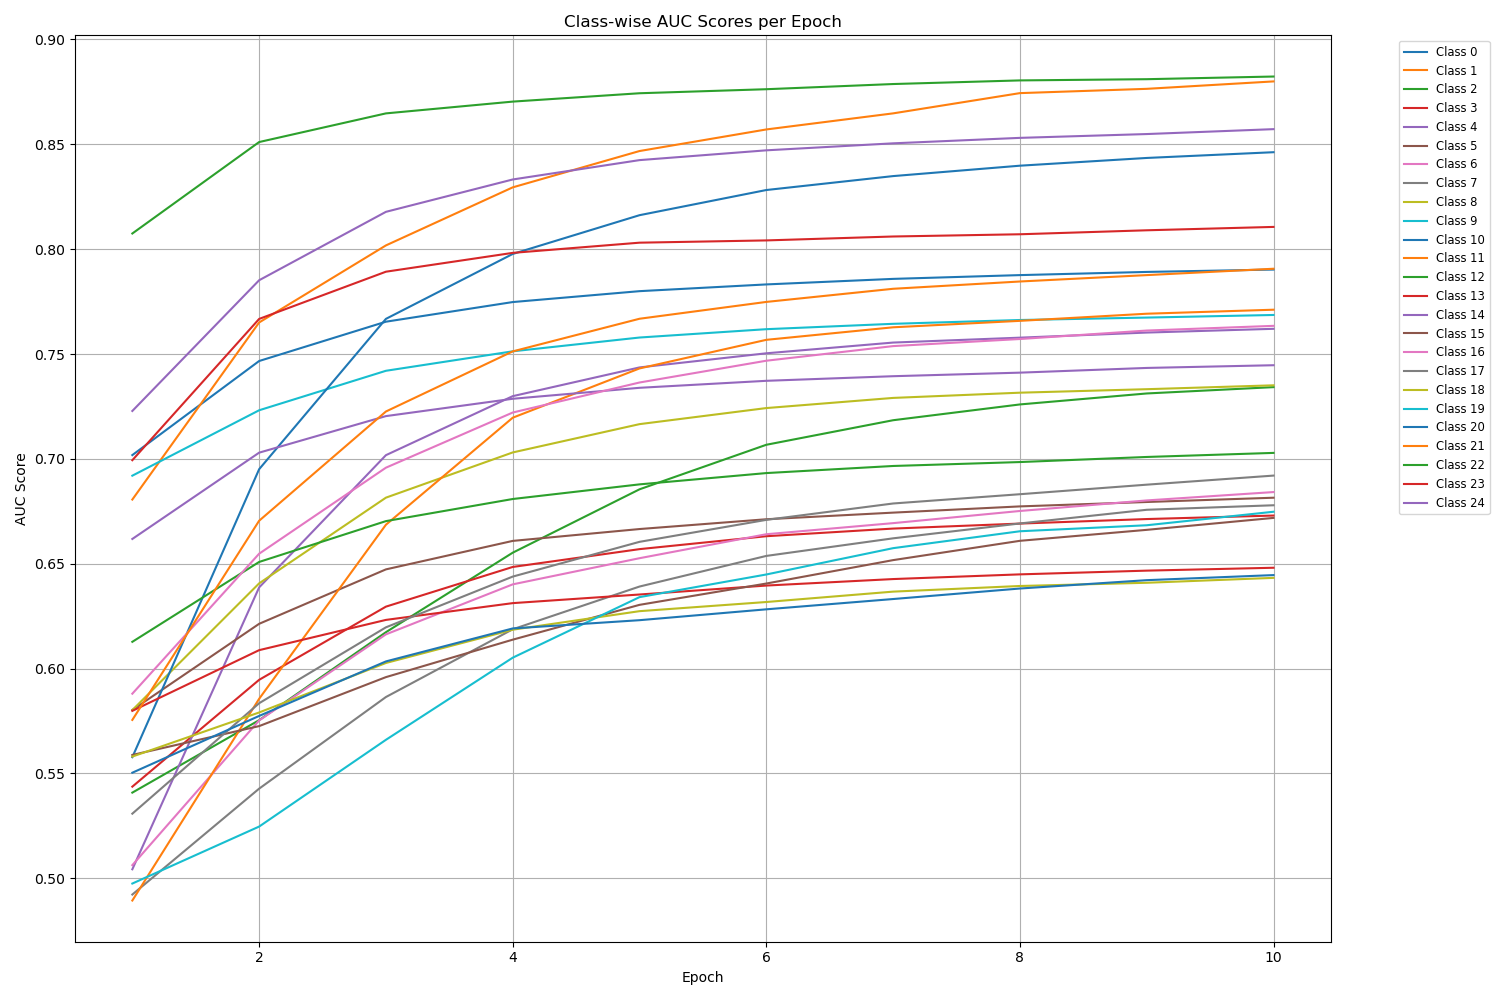 Class-wise AUC Scores per Epoch
AUC Score
0.90
0.85
0.80
0.75
0.70
0.65
0.60
0.55
0.50
2
4
6
8
10
Epoch
Class 0
Class 1
Class 2
Class 3
Class 4
Class 5
Class 6
Class 7
Class 8
Class 9
Class 10
Class 11
Class 12
Class 13
Class 14
Class 15
Class 16
Class 17
Class 18
Class 19
Class 20
Class 21
Class 22
Class 23
Class 24